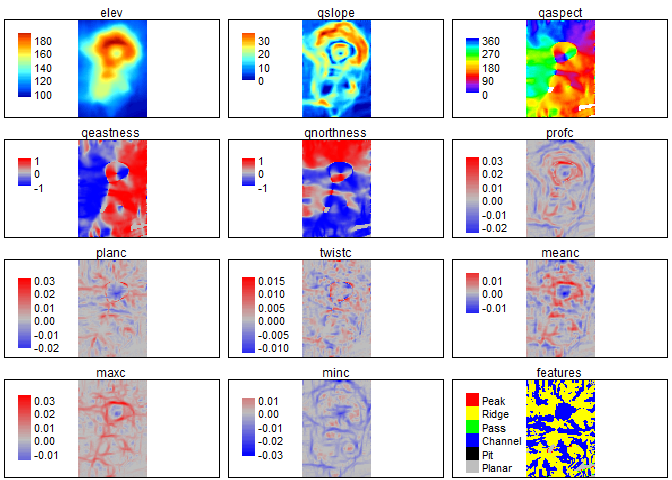 elev
180
160
140
120
100
qslope
30
20
10
0
qaspect
360
270
180
90
0
qeastness
1
0
-1
qnorthness
1
0
-1
profc
0.03
0.02
0.01
0.00
-0.01
-0.02
planc
0.03
0.02
0.01
0.00
-0.01
-0.02
twistc
0.015
0.010
0.005
0.000
-0.005
-0.010
meanc
0.01
0.00
-0.01
maxc
0.03
0.02
0.01
0.00
-0.01
minc
0.01
0.00
-0.01
-0.02
-0.03
features
Peak
Ridge
Pass
Channel
Pit
Planar